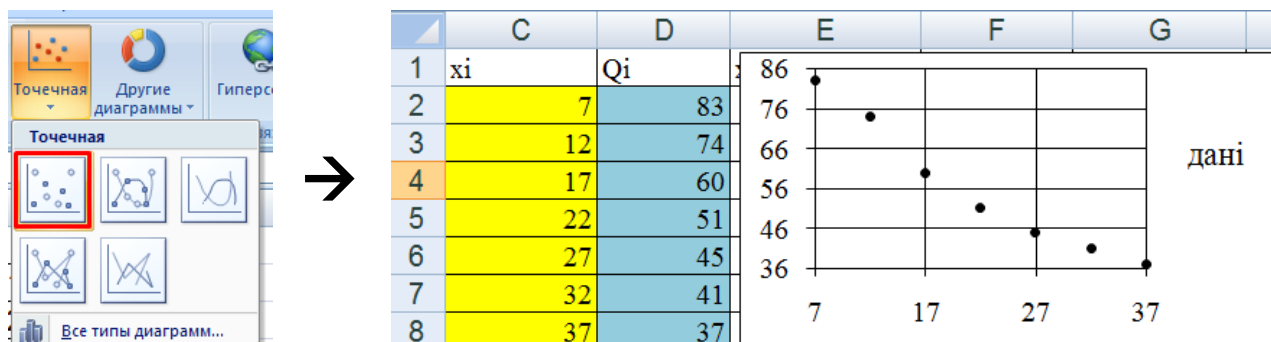 Точечная
Другие
диаграммы
Точечная
Все типы диаграмм...
C D E F G
1 xi Qi
2 7 83
3 12 74
4 17 60
5 22 51
6 27 45
7 32 41
8 37 37
86
76
66
56
46
36
7 17 27 37
дані